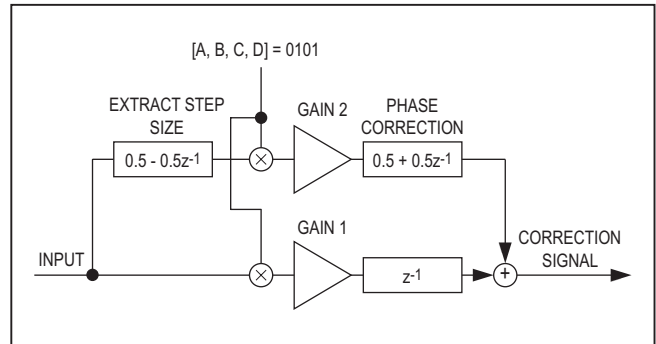 [A, B, C, D] = 0101
EXTRACT STEP
SIZE
GAIN 2
PHASE
CORRECTION
0.5 - 0.5z-1
×
0.5 + 0.5z-1
INPUT
GAIN 1
×
z-1
+
CORRECTION
SIGNAL